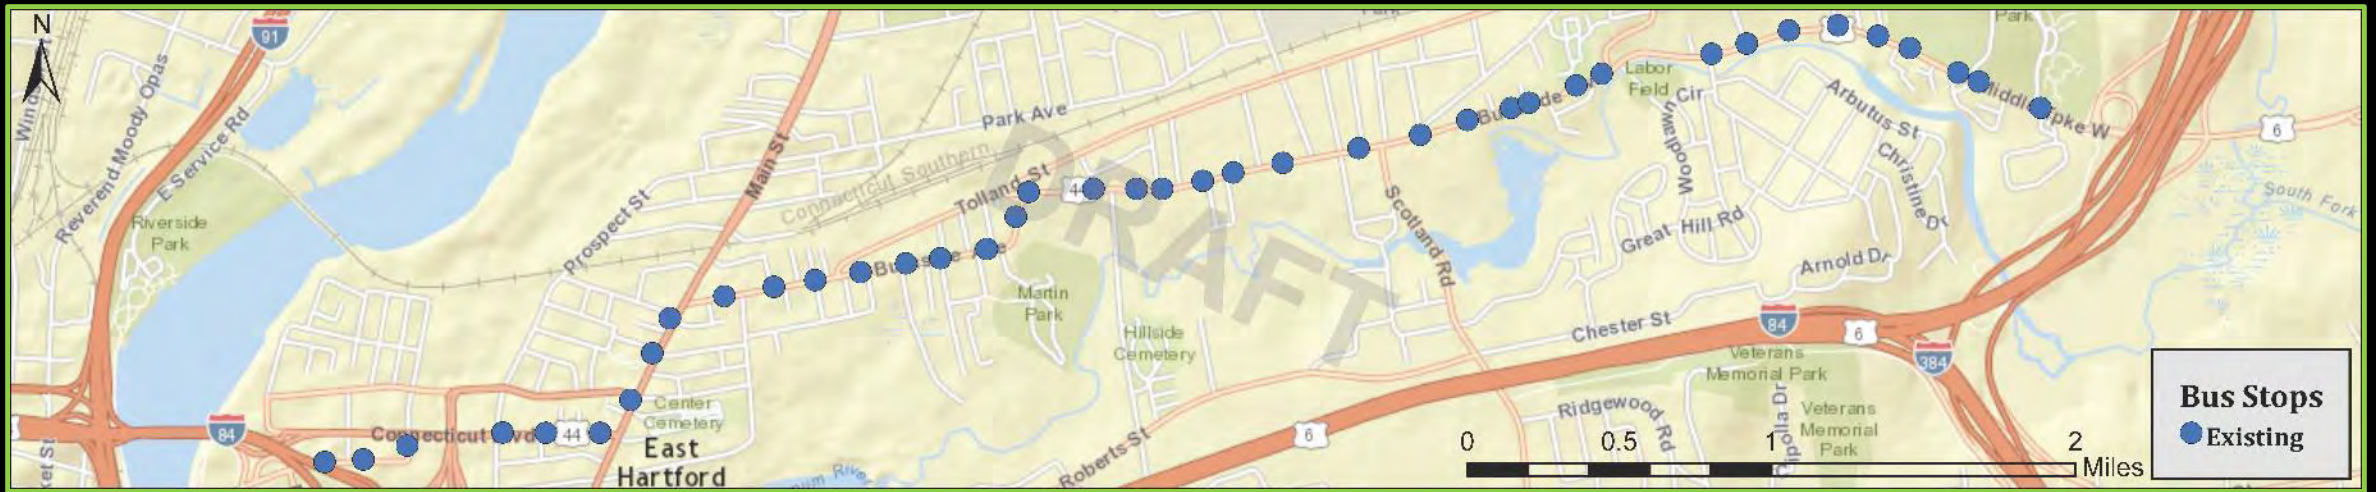 N
91
Reverend Moody Opas
E Service Rd
Riverside
Park
Prospect St
Main St
Park Ave
Connecticut Southern
Tolland St
44
DRAFT
Martin
Park
Hillside
Cemetery
Scotland Rd
Labor
Field
Cir
Woodlawn
Park
Arbutus St
Christine Dr
Great Hill Rd
Arnold Dr
Chester St
6
South Fork
84
6
384
Veterans
Memorial Park
Veterans
Memorial
Park
Ridgewood Rd
Roberts St
6
84
44
Center
Cemetery
East
Hartford
0 0.5 1 2
Miles
Bus Stops
Existing